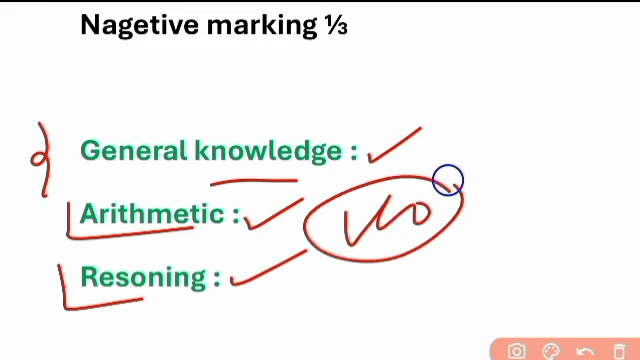 Nagetive marking ⅓
General knowledge :
Arithmetic :
Resoning :